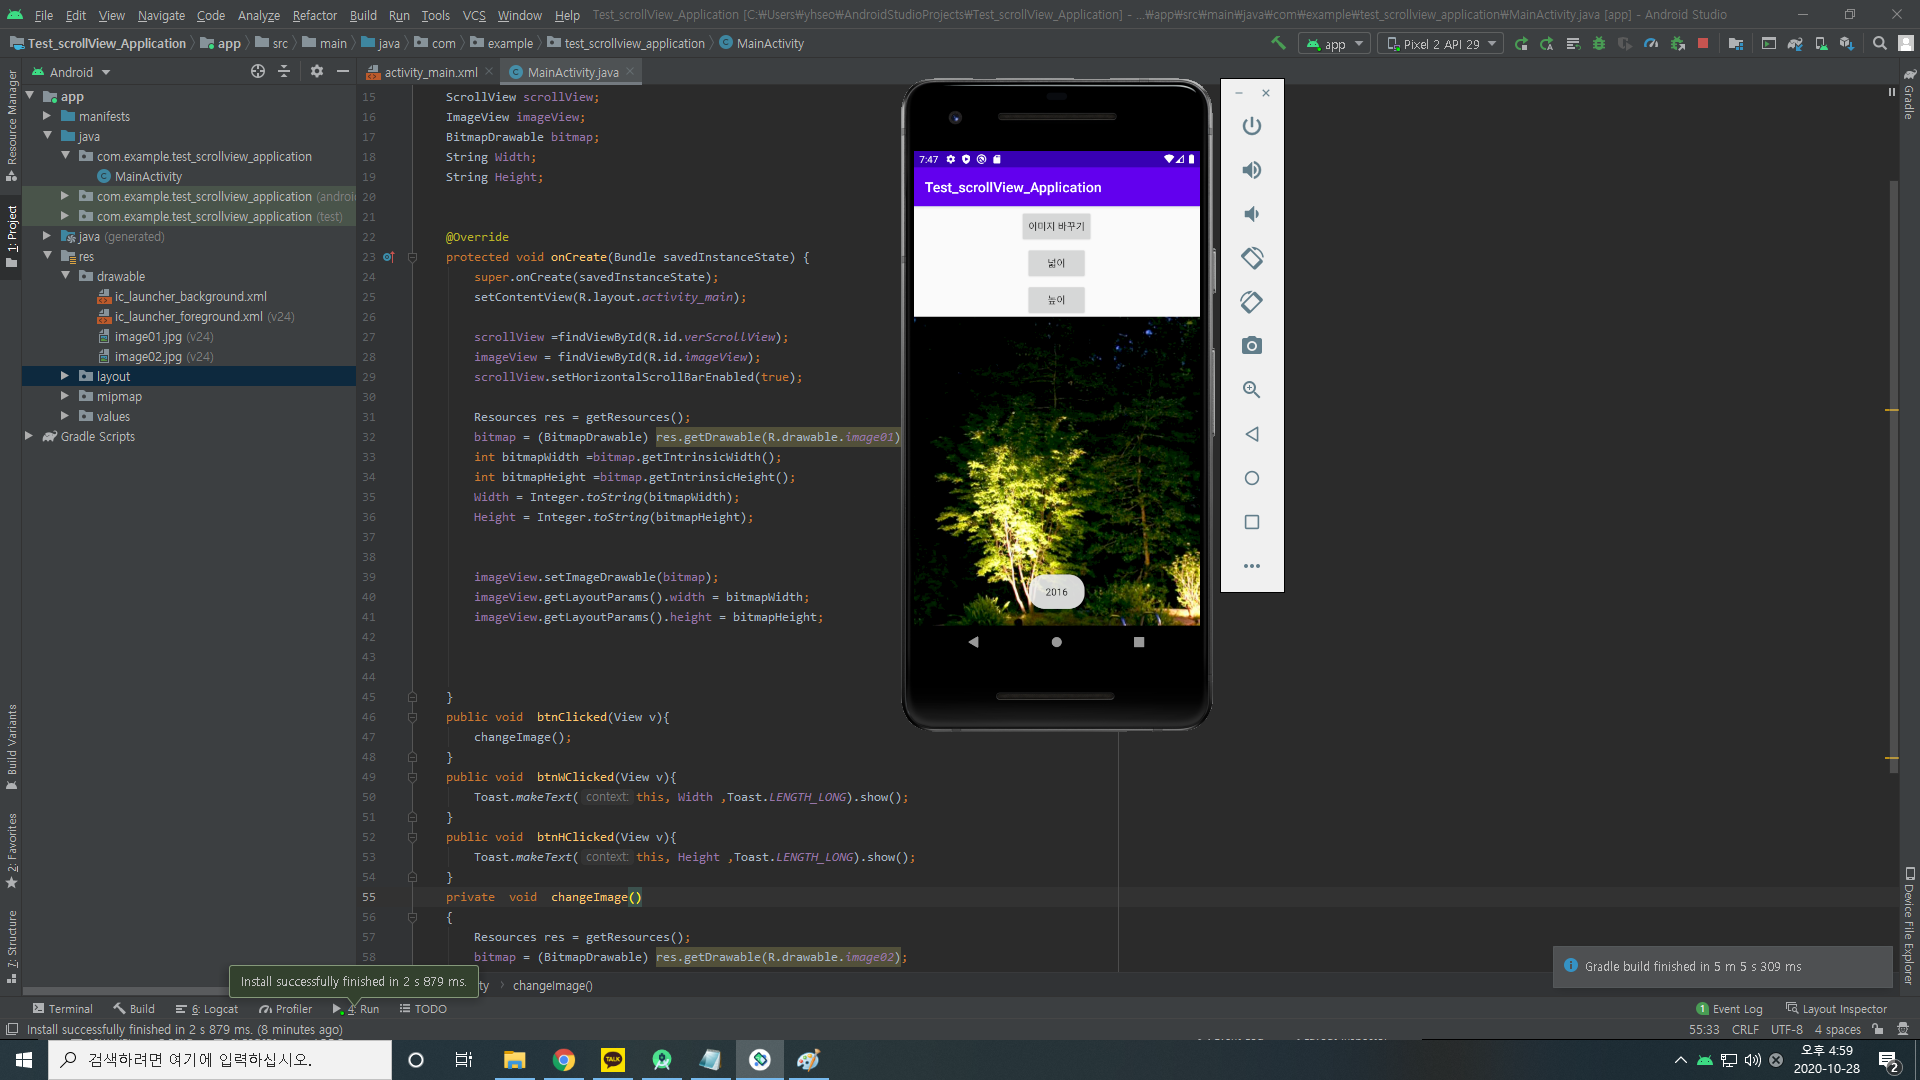 File Edit View Navigate Code Analyze Refactor Build Run Tools VCS Window Help Test_scrollView_Application [C:₩Users₩yhseo₩AndroidStudioProjects₩Test_scrollView_Application] - ...₩app₩src₩main₩java₩com₩example₩test_scrollview_application₩MainActivity.java [app] - Android Studio
Test_scrollView_Application app src main java com example test_scrollview_application MainActivity
app Pixel 2 API 29
Android
activity_main.xml MainActivity.java
Resource Manager
1: Project
Build Variants
2: Favorites
7: Structure
Gradle
Device File Explorer
app
manifests
java
com.example.test_scrollview_application
MainActivity
com.example.test_scrollview_application (androi
com.example.test_scrollview_application (test)
java (generated)
res
drawable
ic_launcher_background.xml
ic_launcher_foreground.xml (v24)
image01.jpg (v24)
image02.jpg (v24)
layout
mipmap
values
Gradle Scripts
15 ScrollView scrollView;
16 ImageView imageView;
17 BitmapDrawable bitmap;
18 String Width;
19 String Height;
20
21
22 @Override
23 protected void onCreate(Bundle savedInstanceState) {
24 super.onCreate(savedInstanceState);
25 setContentView(R.layout.activity_main);
26
27 scrollView =findViewById(R.id.verScrollView);
28 imageView = findViewById(R.id.imageView);
29 scrollView.setHorizontalScrollBarEnabled(true);
30
31 Resources res = getResources();
32 bitmap = (BitmapDrawable) res.getDrawable(R.drawable.image01)
33 int bitmapWidth =bitmap.getIntrinsicWidth();
34 int bitmapHeight =bitmap.getIntrinsicHeight();
35 Width = Integer.toString(bitmapWidth);
36 Height = Integer.toString(bitmapHeight);
37
38
39 imageView.setImageDrawable(bitmap);
40 imageView.getLayoutParams().width = bitmapWidth;
41 imageView.getLayoutParams().height = bitmapHeight;
42
43
44
45 }
46 public void btnClicked(View v){
47 changeImage();
48 }
49 public void btnWClicked(View v){
50 Toast.makeText( context: this, Width ,Toast.LENGTH_LONG).show();
51 }
52 public void btnHClicked(View v){
53 Toast.makeText( context: this, Height ,Toast.LENGTH_LONG).show();
54 }
55 private void changeImage()
56 {
57 Resources res = getResources();
58 bitmap = (BitmapDrawable) res.getDrawable(R.drawable.image02);
7:47
Test_scrollView_Application
이미지 바꾸기
넓이
높이
2016
Gradle build finished in 5 m 5 s 309 ms
Install successfully finished in 2 s 879 ms.
ty changeImage()
Terminal Build 6: Logcat Profiler 4: Run TODO
1 Event Log Layout Inspector
Install successfully finished in 2 s 879 ms. (8 minutes ago)
55:33 CRLF UTF-8 4 spaces
검색하려면 여기에 입력하십시오.
TALK
오후 4:59
2020-10-28
2